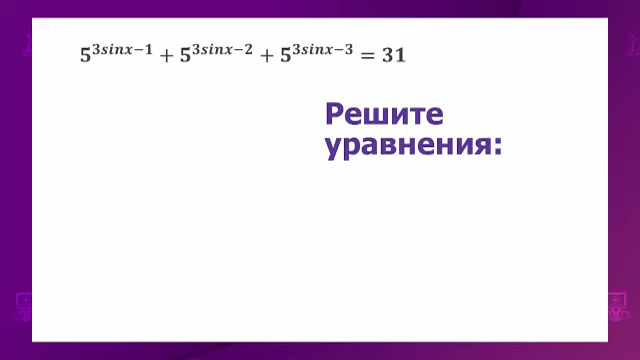 5^{3sinx−1} + 5^{3sinx−2} + 5^{3sinx−3} = 31
Решите
уравнения: